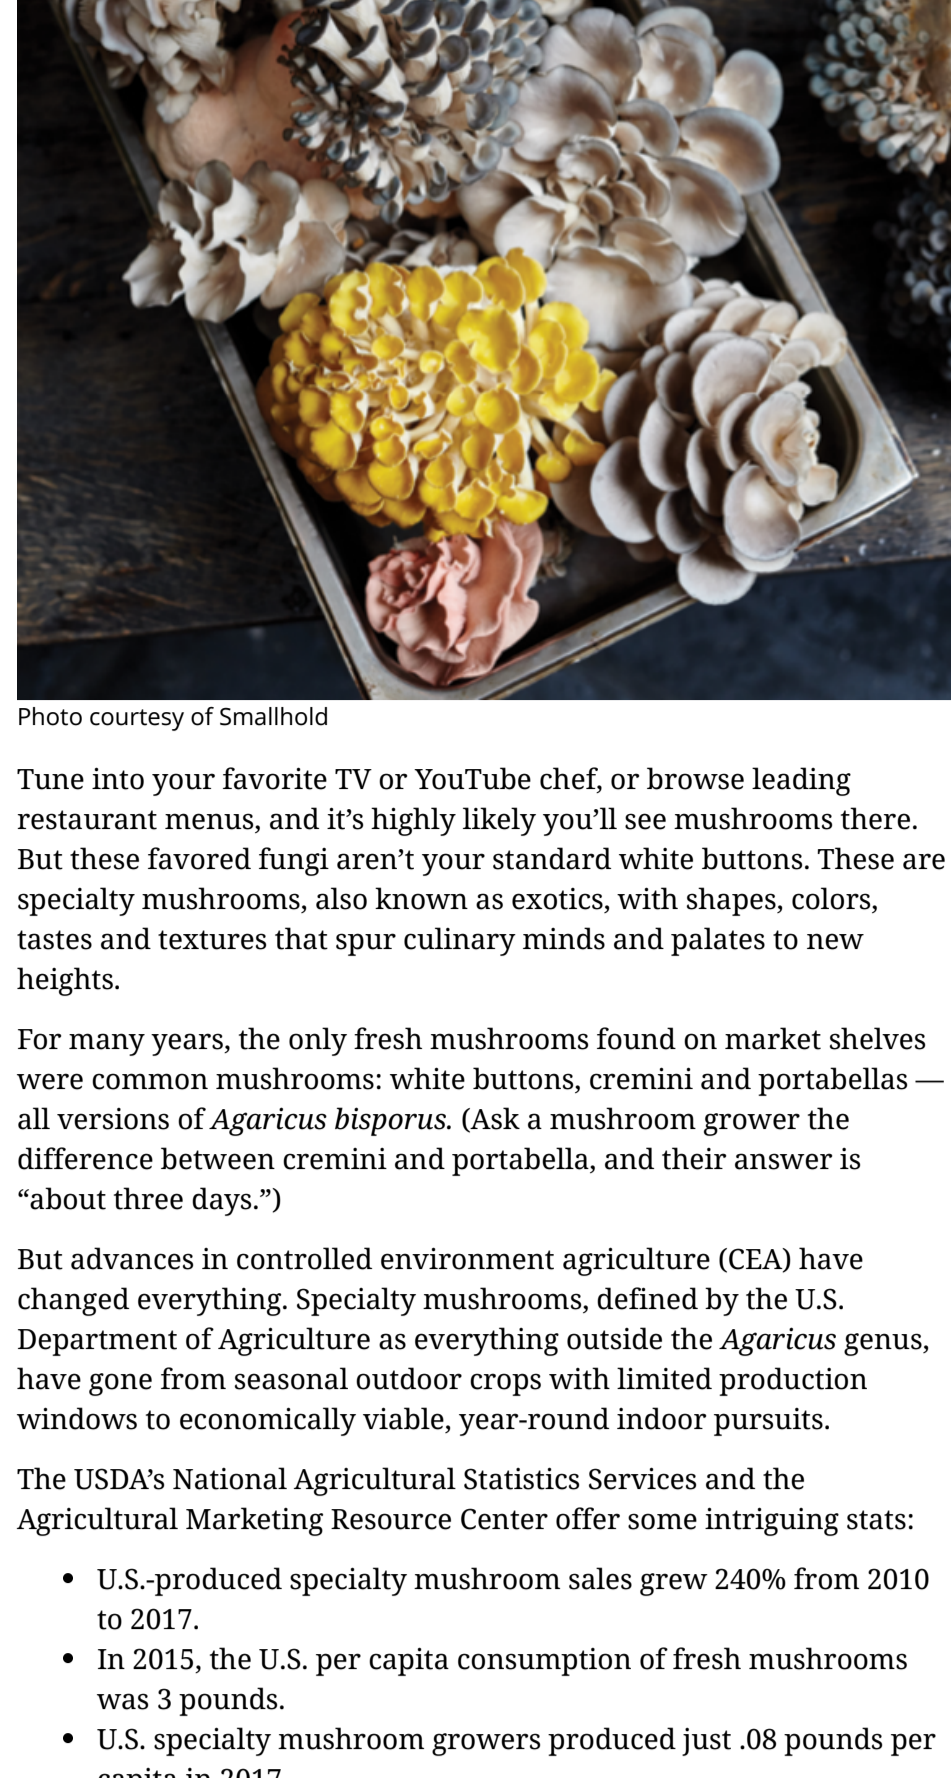 Photo courtesy of Smallhold
Tune into your favorite TV or YouTube chef, or browse leading
restaurant menus, and it’s highly likely you’ll see mushrooms there.
But these favored fungi aren’t your standard white buttons. These are
specialty mushrooms, also known as exotics, with shapes, colors,
tastes and textures that spur culinary minds and palates to new
heights.
For many years, the only fresh mushrooms found on market shelves
were common mushrooms: white buttons, cremini and portabellas —
all versions of Agaricus bisporus. (Ask a mushroom grower the
difference between cremini and portabella, and their answer is
“about three days.”)
But advances in controlled environment agriculture (CEA) have
changed everything. Specialty mushrooms, defined by the U.S.
Department of Agriculture as everything outside the Agaricus genus,
have gone from seasonal outdoor crops with limited production
windows to economically viable, year-round indoor pursuits.
The USDA’s National Agricultural Statistics Services and the
Agricultural Marketing Resource Center offer some intriguing stats:
• U.S.-produced specialty mushroom sales grew 240% from 2010
to 2017.
• In 2015, the U.S. per capita consumption of fresh mushrooms
was 3 pounds.
• U.S. specialty mushroom growers produced just .08 pounds per
capita in 2017